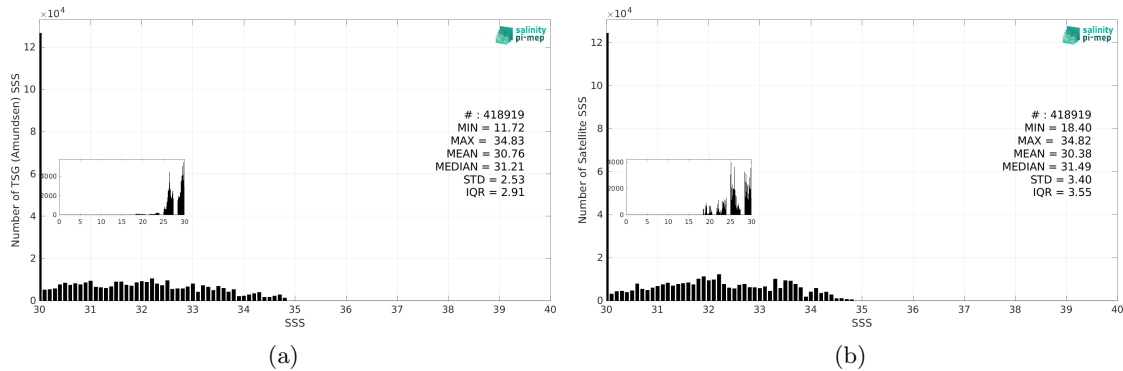 ×10⁴
12
10
8
6
4
2
0
Number of TSG (Amundsen) SSS
salinity
pi-mep
# : 418919
MIN = 11.72
MAX = 34.83
MEAN = 30.76
MEDIAN = 31.21
STD = 2.53
IQR = 2.91
4000
2000
0
0 5 10 15 20 25 30
30 31 32 33 34 35 36 37 38 39 40
SSS
(a)
×10⁴
12
10
8
6
4
2
0
Number of Satellite SSS
salinity
pi-mep
# : 418919
MIN = 18.40
MAX = 34.82
MEAN = 30.38
MEDIAN = 31.49
STD = 3.40
IQR = 3.55
4000
2000
0
0 5 10 15 20 25 30
30 31 32 33 34 35 36 37 38 39 40
SSS
(b)